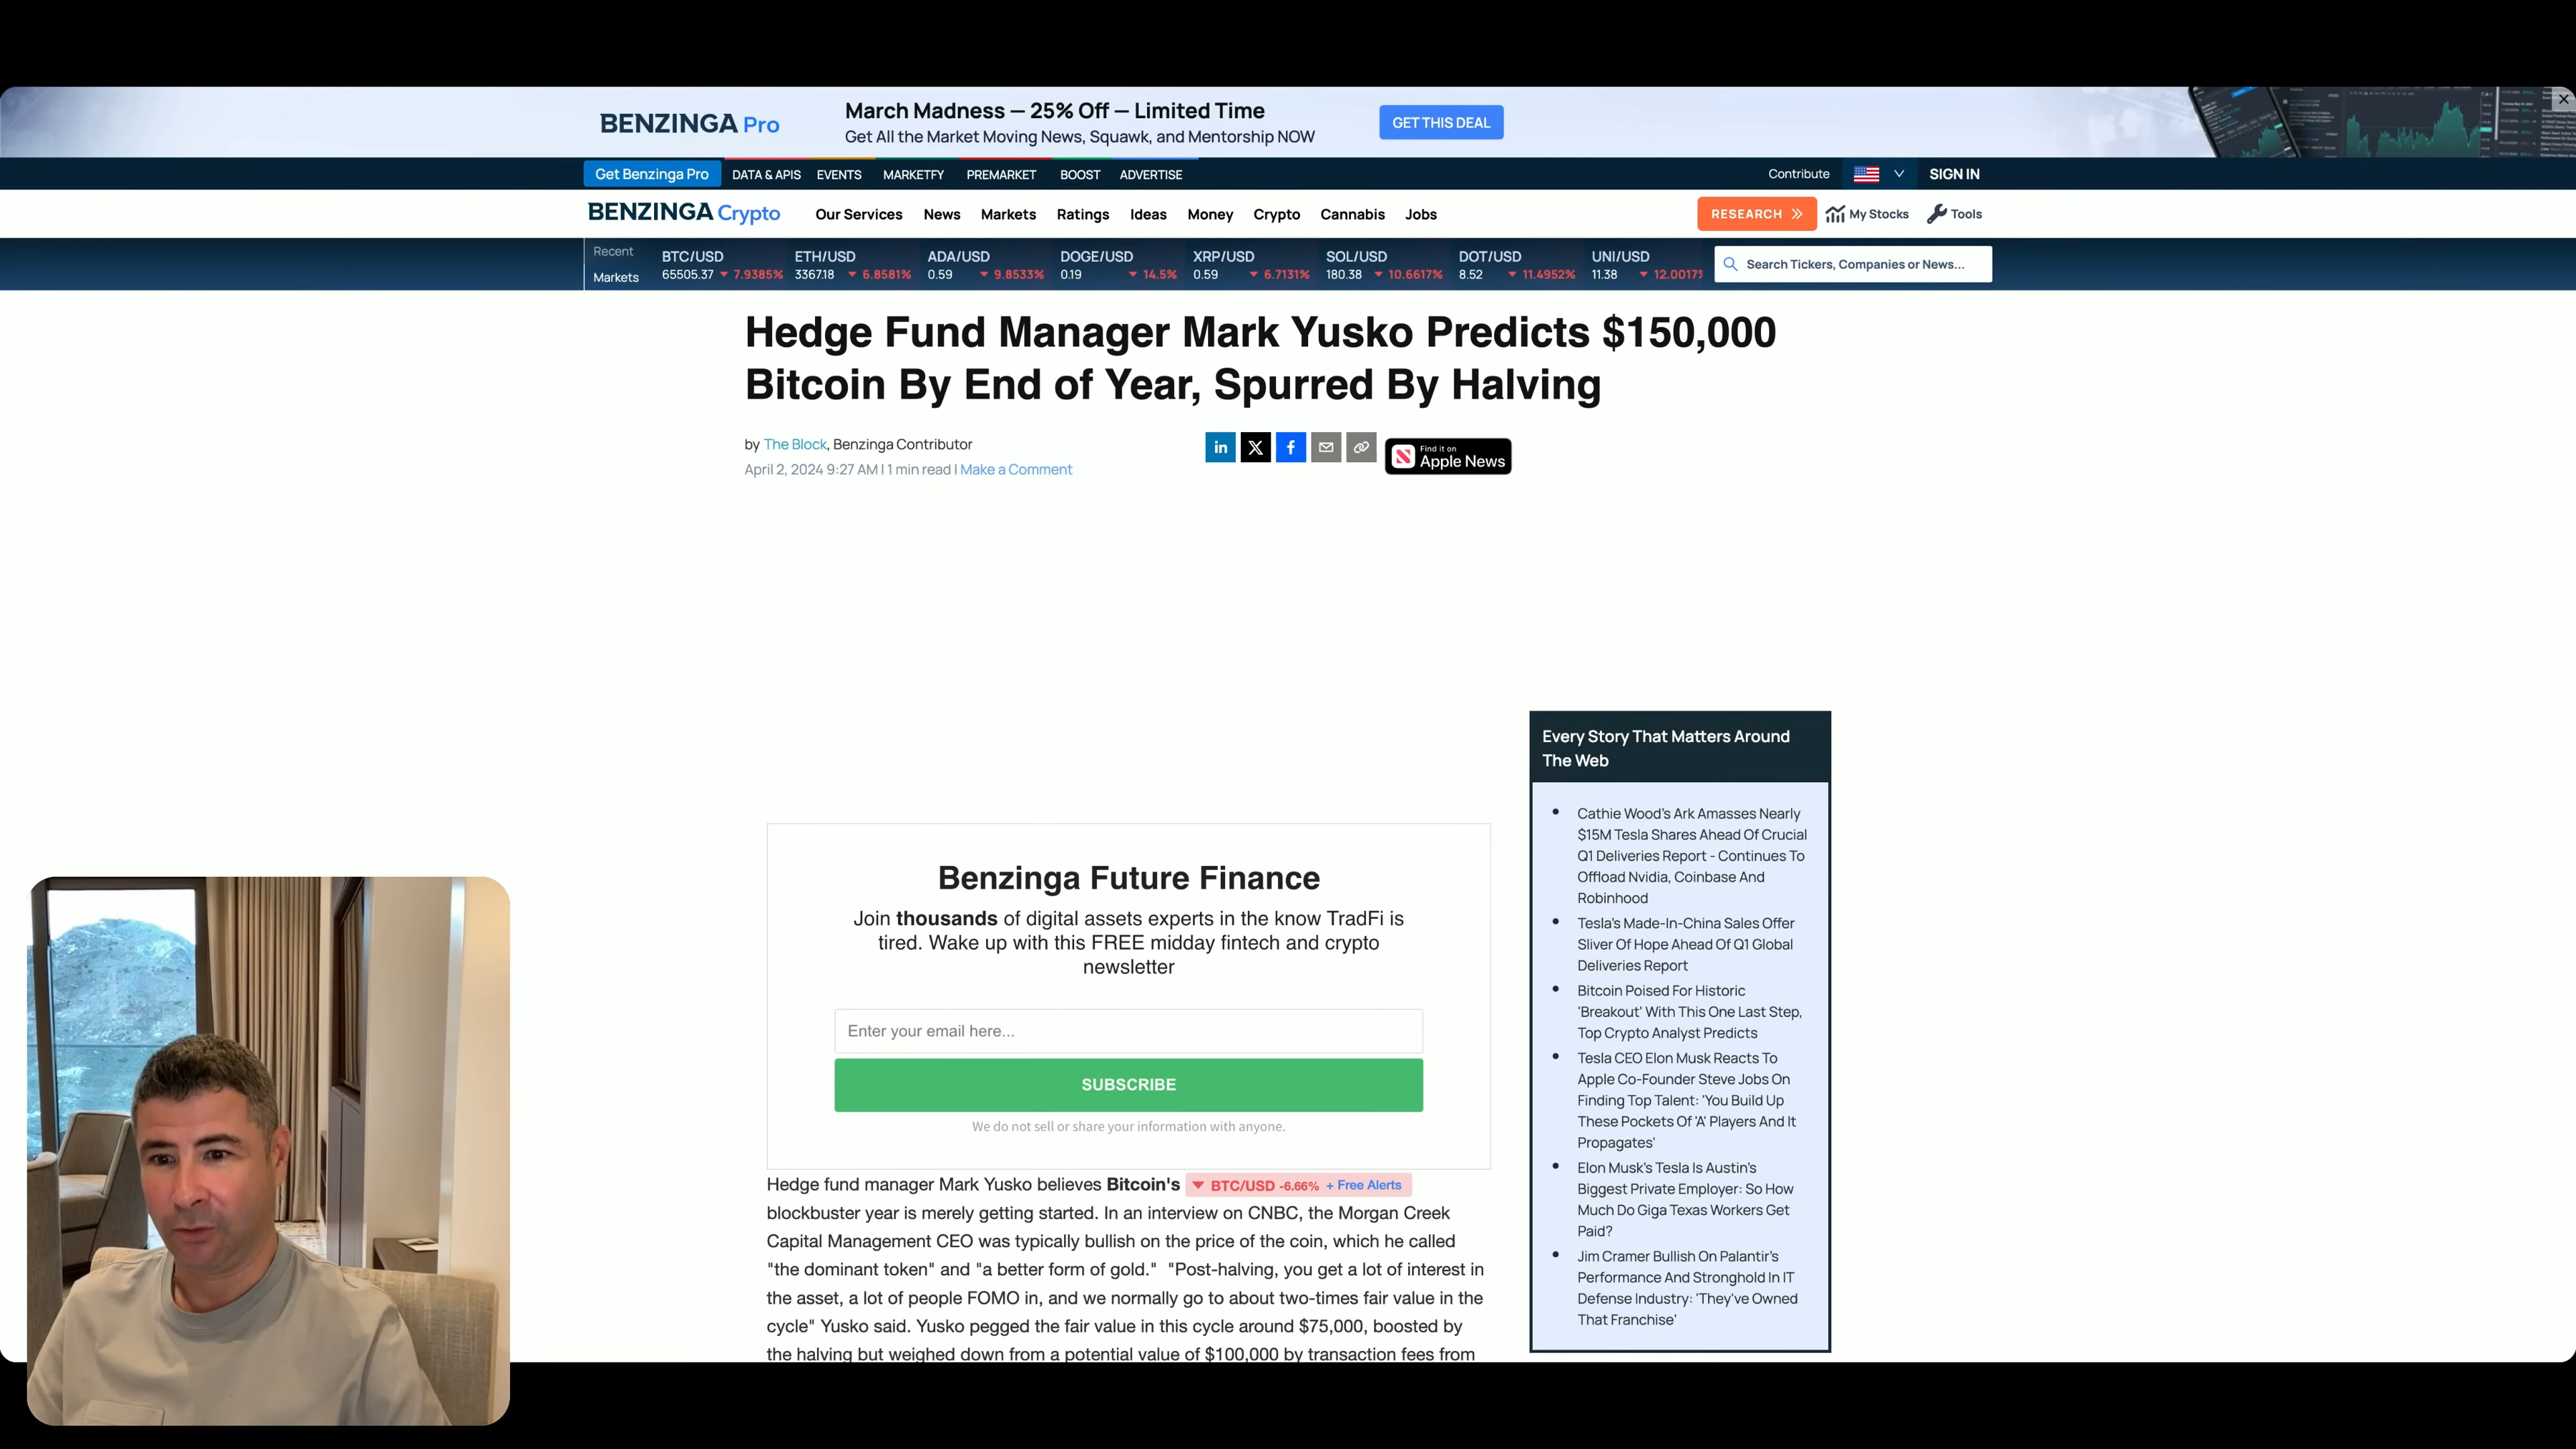 BENZINGA Pro
March Madness — 25% Off — Limited Time
Get All the Market Moving News, Squawk, and Mentorship NOW
GET THIS DEAL
Get Benzinga Pro DATA & APIS EVENTS MARKETFY PREMARKET BOOST ADVERTISE Contribute SIGN IN
BENZINGA Crypto Our Services News Markets Ratings Ideas Money Crypto Cannabis Jobs RESEARCH My Stocks Tools
Recent
Markets
BTC/USD ETH/USD ADA/USD DOGE/USD XRP/USD SOL/USD DOT/USD UNI/USD
65505.37 7.9385% 3367.18 6.8581% 0.59 9.8533% 0.19 14.5% 0.59 6.7131% 180.38 10.6617% 8.52 11.4952% 11.38 12.0017%
Search Tickers, Companies or News...
Hedge Fund Manager Mark Yusko Predicts $150,000
Bitcoin By End of Year, Spurred By Halving
by The Block, Benzinga Contributor
April 2, 2024 9:27 AM | 1 min read | Make a Comment
Find it on
Apple News
Benzinga Future Finance
Join thousands of digital assets experts in the know TradFi is
tired. Wake up with this FREE midday fintech and crypto
newsletter
Enter your email here...
SUBSCRIBE
We do not sell or share your information with anyone.
Hedge fund manager Mark Yusko believes Bitcoin's BTC/USD -6.66% + Free Alerts
blockbuster year is merely getting started. In an interview on CNBC, the Morgan Creek
Capital Management CEO was typically bullish on the price of the coin, which he called
"the dominant token" and "a better form of gold." "Post-halving, you get a lot of interest in
the asset, a lot of people FOMO in, and we normally go to about two-times fair value in the
cycle" Yusko said. Yusko pegged the fair value in this cycle around $75,000, boosted by
the halving but weighed down from a potential value of $100,000 by transaction fees from
Every Story That Matters Around
The Web
Cathie Wood's Ark Amasses Nearly
$15M Tesla Shares Ahead Of Crucial
Q1 Deliveries Report - Continues To
Offload Nvidia, Coinbase And
Robinhood
Tesla's Made-In-China Sales Offer
Sliver Of Hope Ahead Of Q1 Global
Deliveries Report
Bitcoin Poised For Historic
'Breakout' With This One Last Step,
Top Crypto Analyst Predicts
Tesla CEO Elon Musk Reacts To
Apple Co-Founder Steve Jobs On
Finding Top Talent: 'You Build Up
These Pockets Of 'A' Players And It
Propagates'
Elon Musk's Tesla Is Austin's
Biggest Private Employer: So How
Much Do Giga Texas Workers Get
Paid?
Jim Cramer Bullish On Palantir's
Performance And Stronghold In IT
Defense Industry: 'They've Owned
That Franchise'